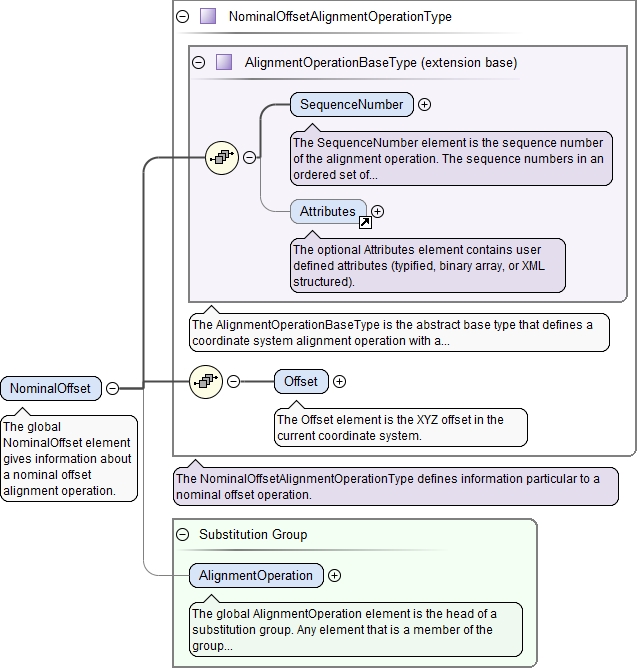 NominalOffsetAlignmentOperationType
AlignmentOperationBaseType (extension base)
SequenceNumber
The SequenceNumber element is the sequence number
of the alignment operation. The sequence numbers in an
ordered set of...
Attributes
The optional Attributes element contains user
defined attributes (typified, binary array, or XML
structured).
The AlignmentOperationBaseType is the abstract base type that defines a
coordinate system alignment operation with a...
NominalOffset
The global
NominalOffset element
gives information about
a nominal offset
alignment operation.
Offset
The Offset element is the XYZ offset in the
current coordinate system.
The NominalOffsetAlignmentOperationType defines information particular to a
nominal offset operation.
Substitution Group
AlignmentOperation
The global AlignmentOperation element is the head of a
substitution group. Any element that is a member of the
group...